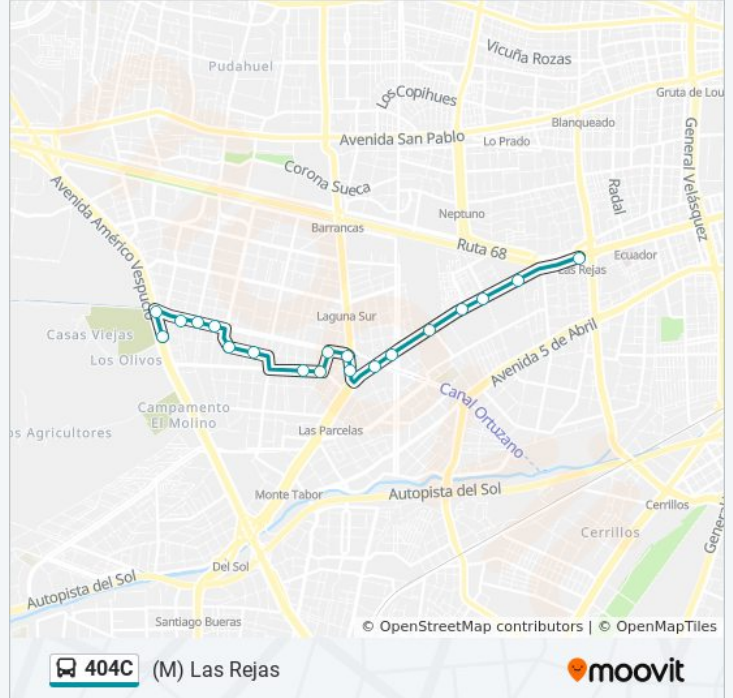 Vicuña Rozas
Pudahuel
Los Copihues
Gruta de Lou
Blanqueado
Avenida San Pablo
Lo Prado
General Velásquez
Corona Sueca
Radal
Avenida Américo Vespucio
Neptuno
Barrancas
Ruta 68
Ecuador
Las Rejas
Laguna Sur
Casas Viejas
Avenida 5 de Abril
Los Olivos
Canal Ortuzano
Campamento
El Molino
os Agricultores
Las Parcelas
Monte Tabor
Autopista del Sol
Cerrillos
Cerrillos
Genera
Del Sol
Autopista del Sol
Santiago Bueras
© OpenStreetMap contributors | © OpenMapTiles
404C (M) Las Rejas
moovit